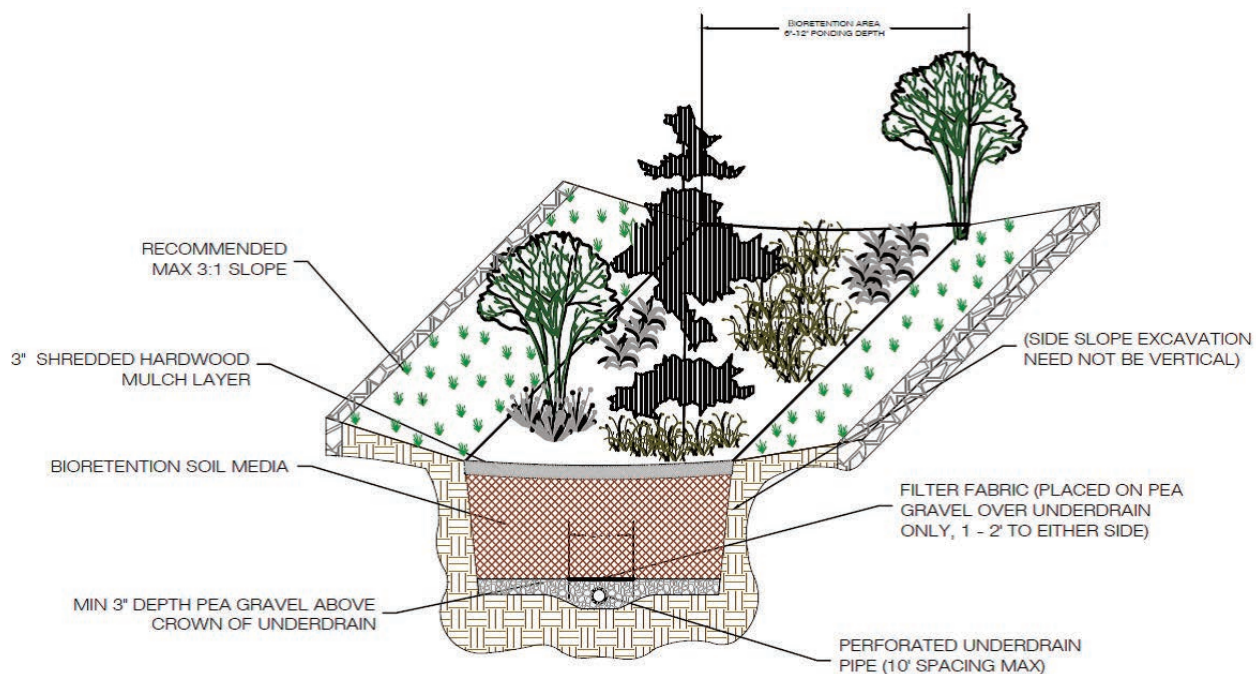 BIORETENTION AREA
6"-12" PONDING DEPTH
RECOMMENDED
MAX 3:1 SLOPE
3" SHREDDED HARDWOOD
MULCH LAYER
(SIDE SLOPE EXCAVATION
NEED NOT BE VERTICAL)
BIORETENTION SOIL MEDIA
FILTER FABRIC (PLACED ON PEA
GRAVEL OVER UNDERDRAIN
ONLY, 1 - 2' TO EITHER SIDE)
MIN 3" DEPTH PEA GRAVEL ABOVE
CROWN OF UNDERDRAIN
PERFORATED UNDERDRAIN
PIPE (10' SPACING MAX)